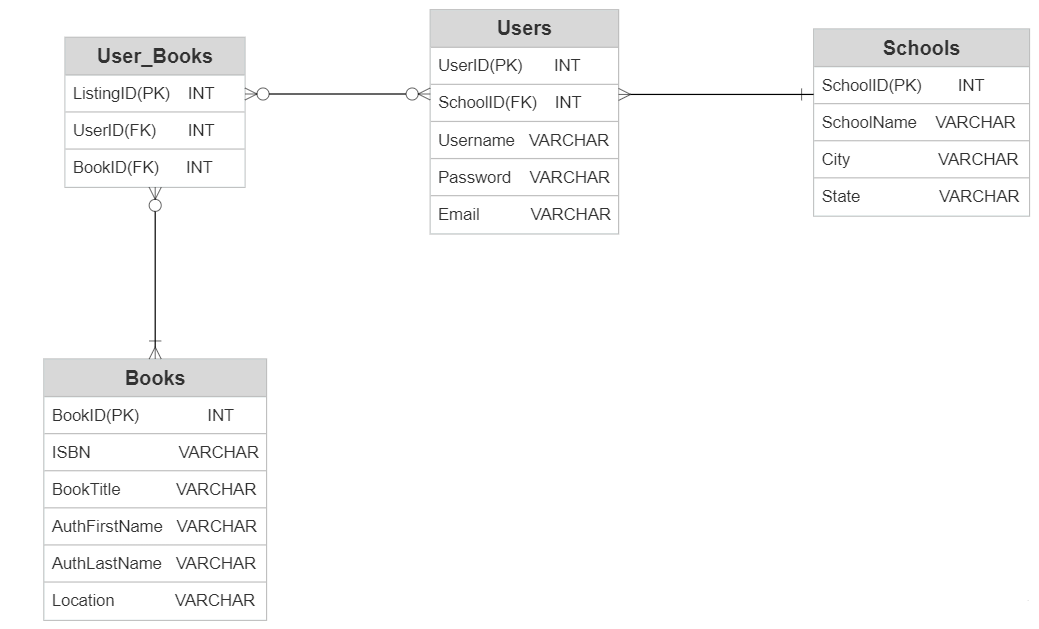 User_Books
ListingID(PK) INT
UserID(FK) INT
BookID(FK) INT
Users
UserID(PK) INT
SchoolID(FK) INT
Username VARCHAR
Password VARCHAR
Email VARCHAR
Schools
SchoolID(PK) INT
SchoolName VARCHAR
City VARCHAR
State VARCHAR
Books
BookID(PK) INT
ISBN VARCHAR
BookTitle VARCHAR
AuthFirstName VARCHAR
AuthLastName VARCHAR
Location VARCHAR